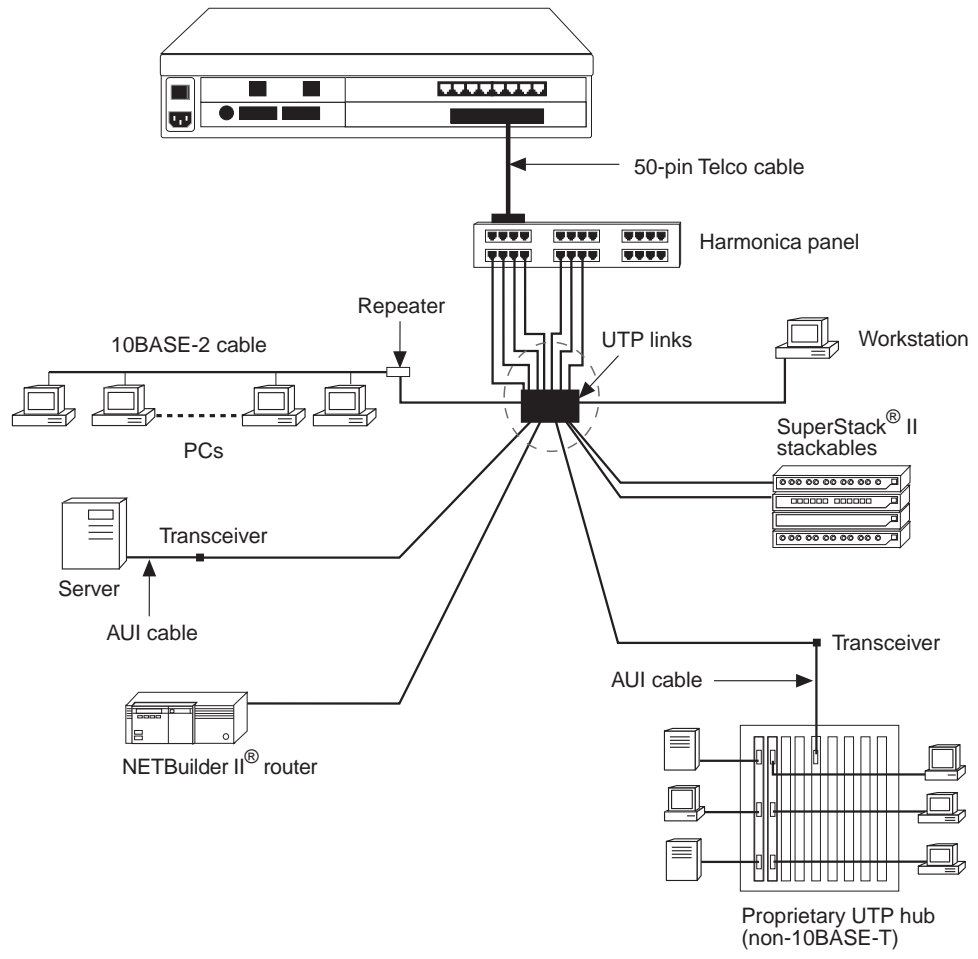 50-pin Telco cable
Harmonica panel
Repeater
10BASE-2 cable
UTP links
Workstation
PCs
SuperStack® II
stackables
Transceiver
Server
AUI cable
Transceiver
AUI cable
NETBuilder II® router
Proprietary UTP hub
(non-10BASE-T)